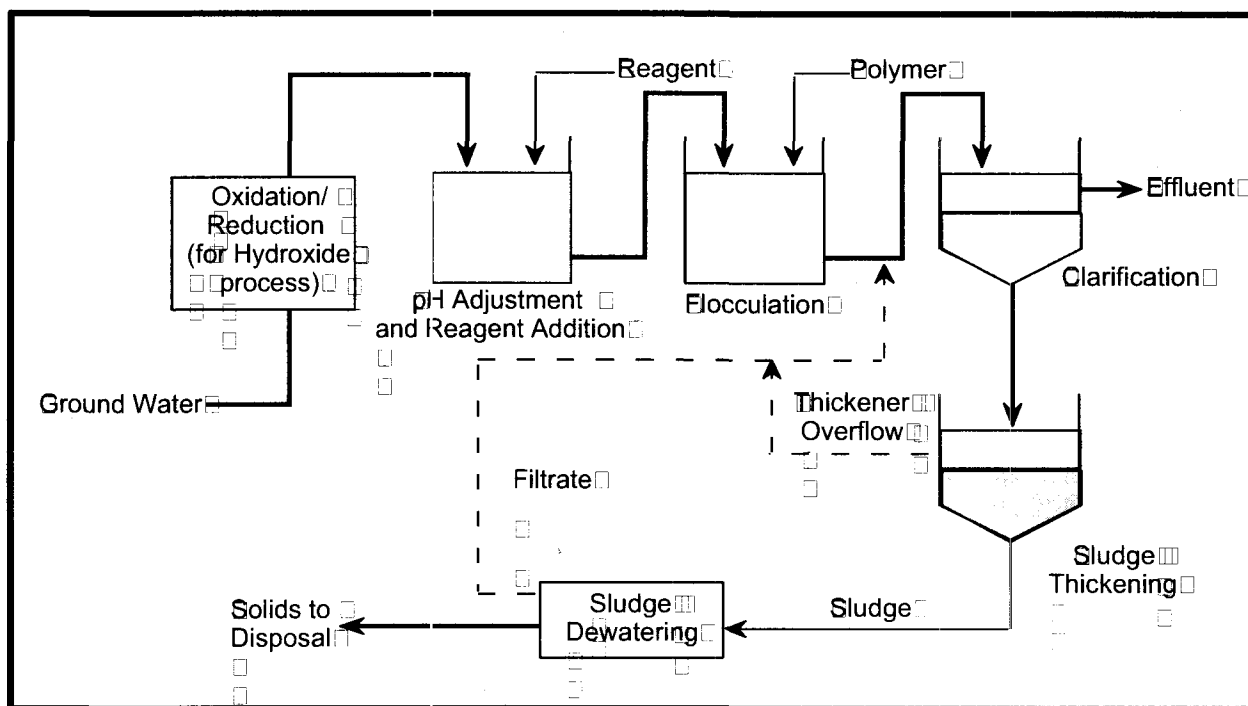 Reagent
Polymer
Oxidation/
Reduction
(for Hydroxide
process)
Effluent
Clarification
pH Adjustment
and Reagent Addition
Flocculation
Ground Water
Thickener
Overflow
Filtrate
Sludge
Thickening
Solids to
Disposal
Sludge
Dewatering
Sludge